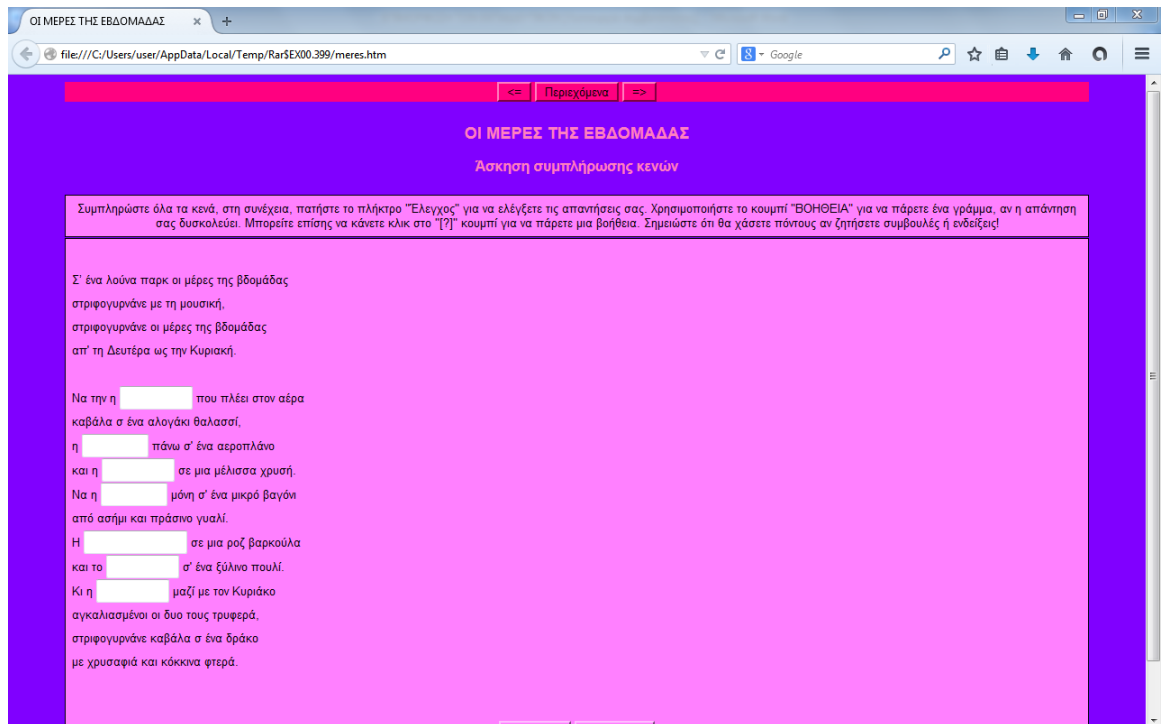 ΟΙ ΜΕΡΕΣ ΤΗΣ ΕΒΔΟΜΑΔΑΣ × +
file:///C:/Users/user/AppData/Local/Temp/Rar$EX00.399/meres.htm
8 Google
<= Περιεχόμενα =>
ΟΙ ΜΕΡΕΣ ΤΗΣ ΕΒΔΟΜΑΔΑΣ
Άσκηση συμπλήρωσης κενών
Συμπληρώστε όλα τα κενά, στη συνέχεια, πατήστε το πλήκτρο "Έλεγχος" για να ελέγξετε τις απαντήσεις σας. Χρησιμοποιήστε το κουμπί "ΒΟΗΘΕΙΑ" για να πάρετε ένα γράμμα, αν η απάντηση
σας δυσκολεύει. Μπορείτε επίσης να κάνετε κλικ στο "[?]" κουμπί για να πάρετε μια βοήθεια. Σημειώστε ότι θα χάσετε πόντους αν ζητήσετε συμβουλές ή ενδείξεις!
Σ' ένα λούνα παρκ οι μέρες της βδομάδας
στριφογυρνάνε με τη μουσική,
στριφογυρνάνε οι μέρες της βδομάδας
απ' τη Δευτέρα ως την Κυριακή.
Να την η που πλέει στον αέρα
καβάλα σ ένα αλογάκι θαλασσί,
η πάνω σ' ένα αεροπλάνο
και η σε μια μέλισσα χρυσή.
Να η μόνη σ' ένα μικρό βαγόνι
από ασήμι και πράσινο γυαλί.
Η σε μια ροζ βαρκούλα
και το σ' ένα ξύλινο πουλί.
Κι η μαζί με τον Κυριάκο
αγκαλιασμένοι οι δυο τους τρυφερά,
στριφογυρνάνε καβάλα σ ένα δράκο
με χρυσαφιά και κόκκινα φτερά.